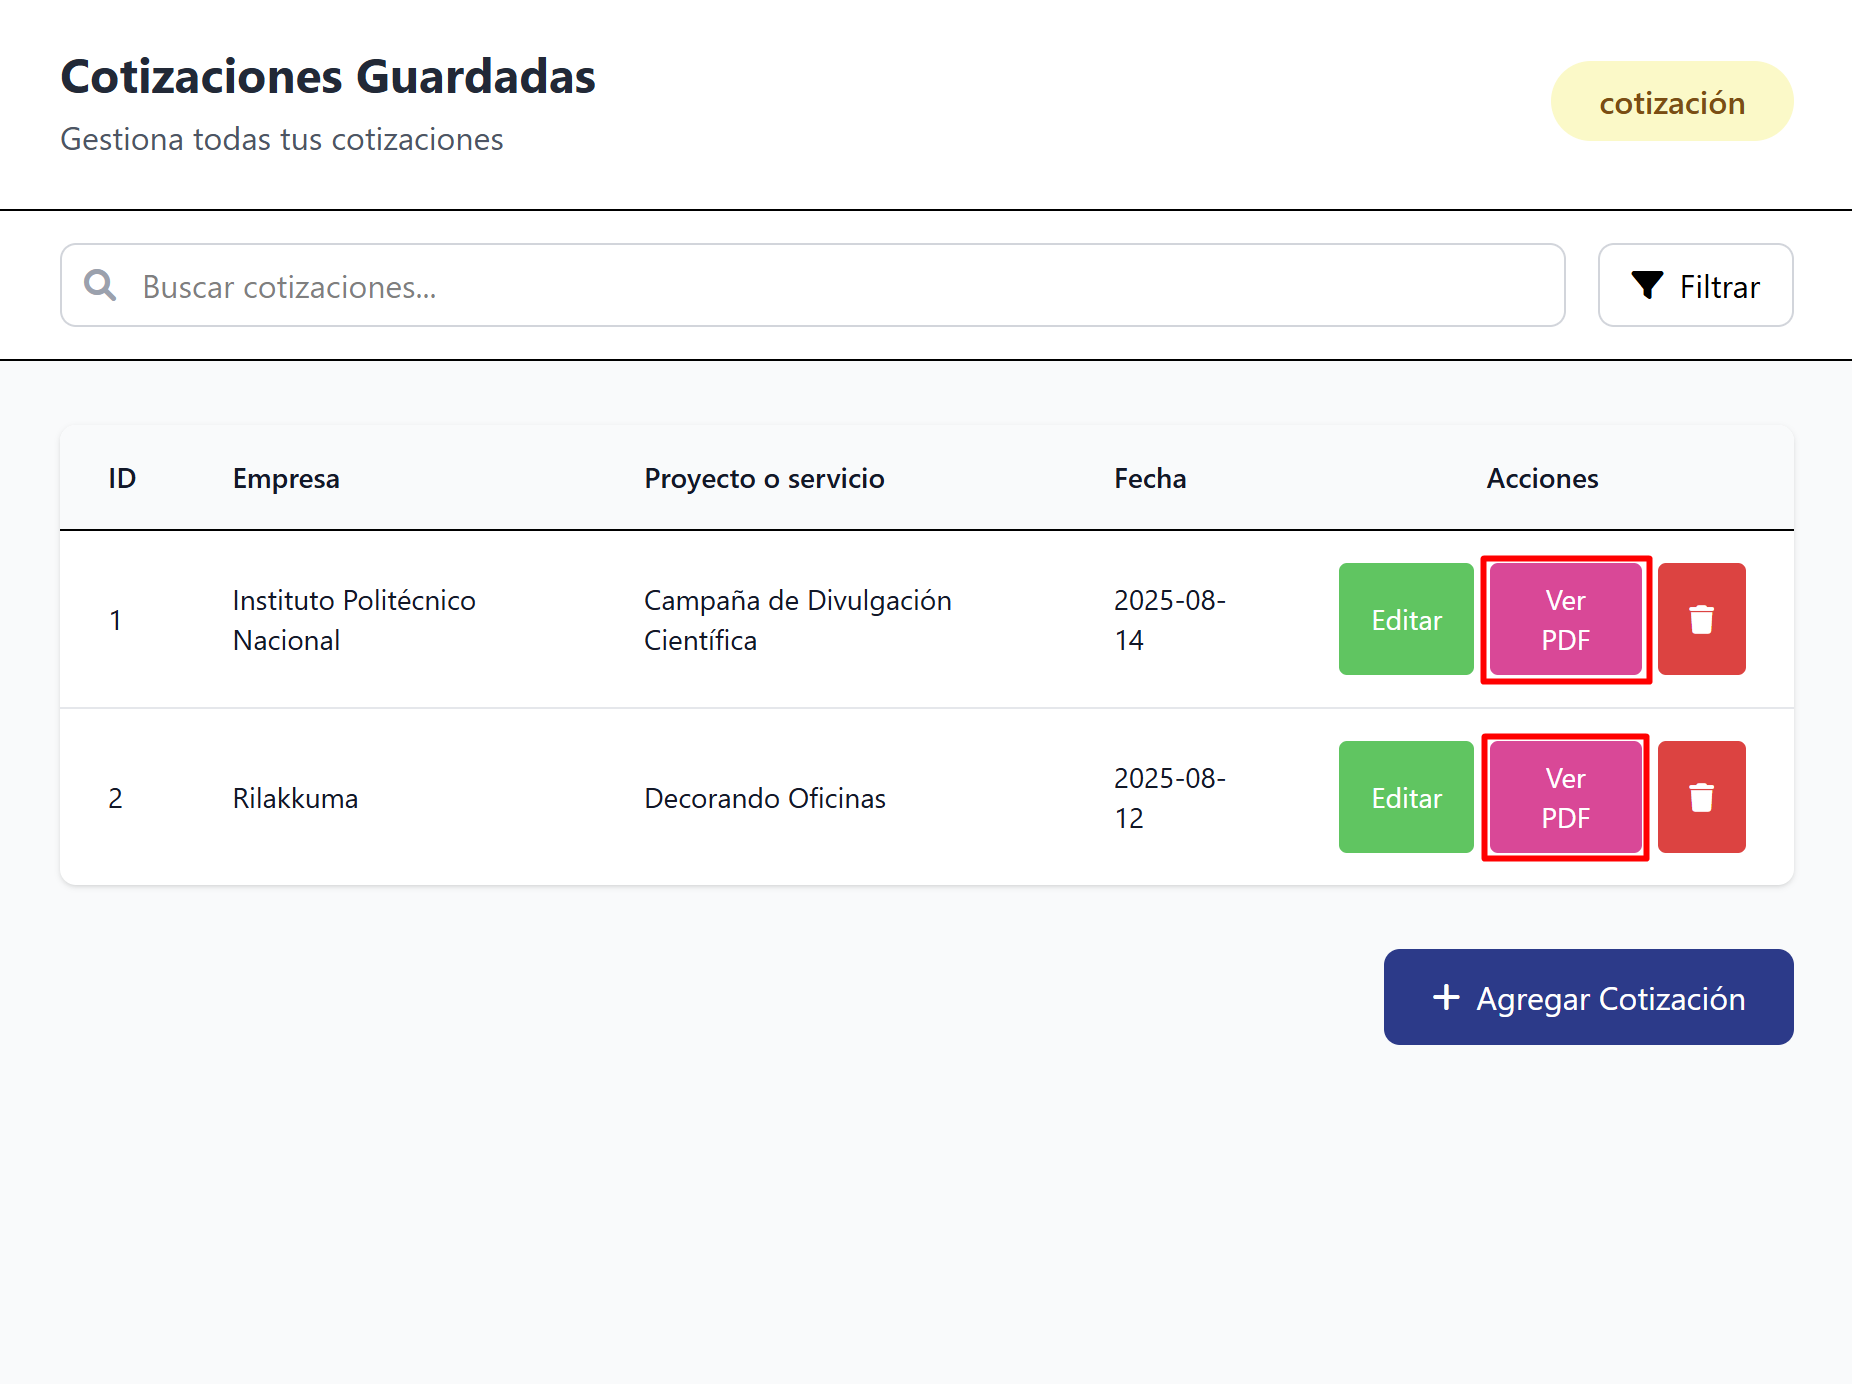 Cotizaciones Guardadas
Gestiona todas tus cotizaciones
cotización
Buscar cotizaciones...
Filtrar
ID Empresa Proyecto o servicio Fecha Acciones
1 Instituto Politécnico Campaña de Divulgación 2025-08- Editar Ver
Nacional Científica 14 PDF
2 Rilakkuma Decorando Oficinas 2025-08- Editar Ver
12 PDF
+ Agregar Cotización